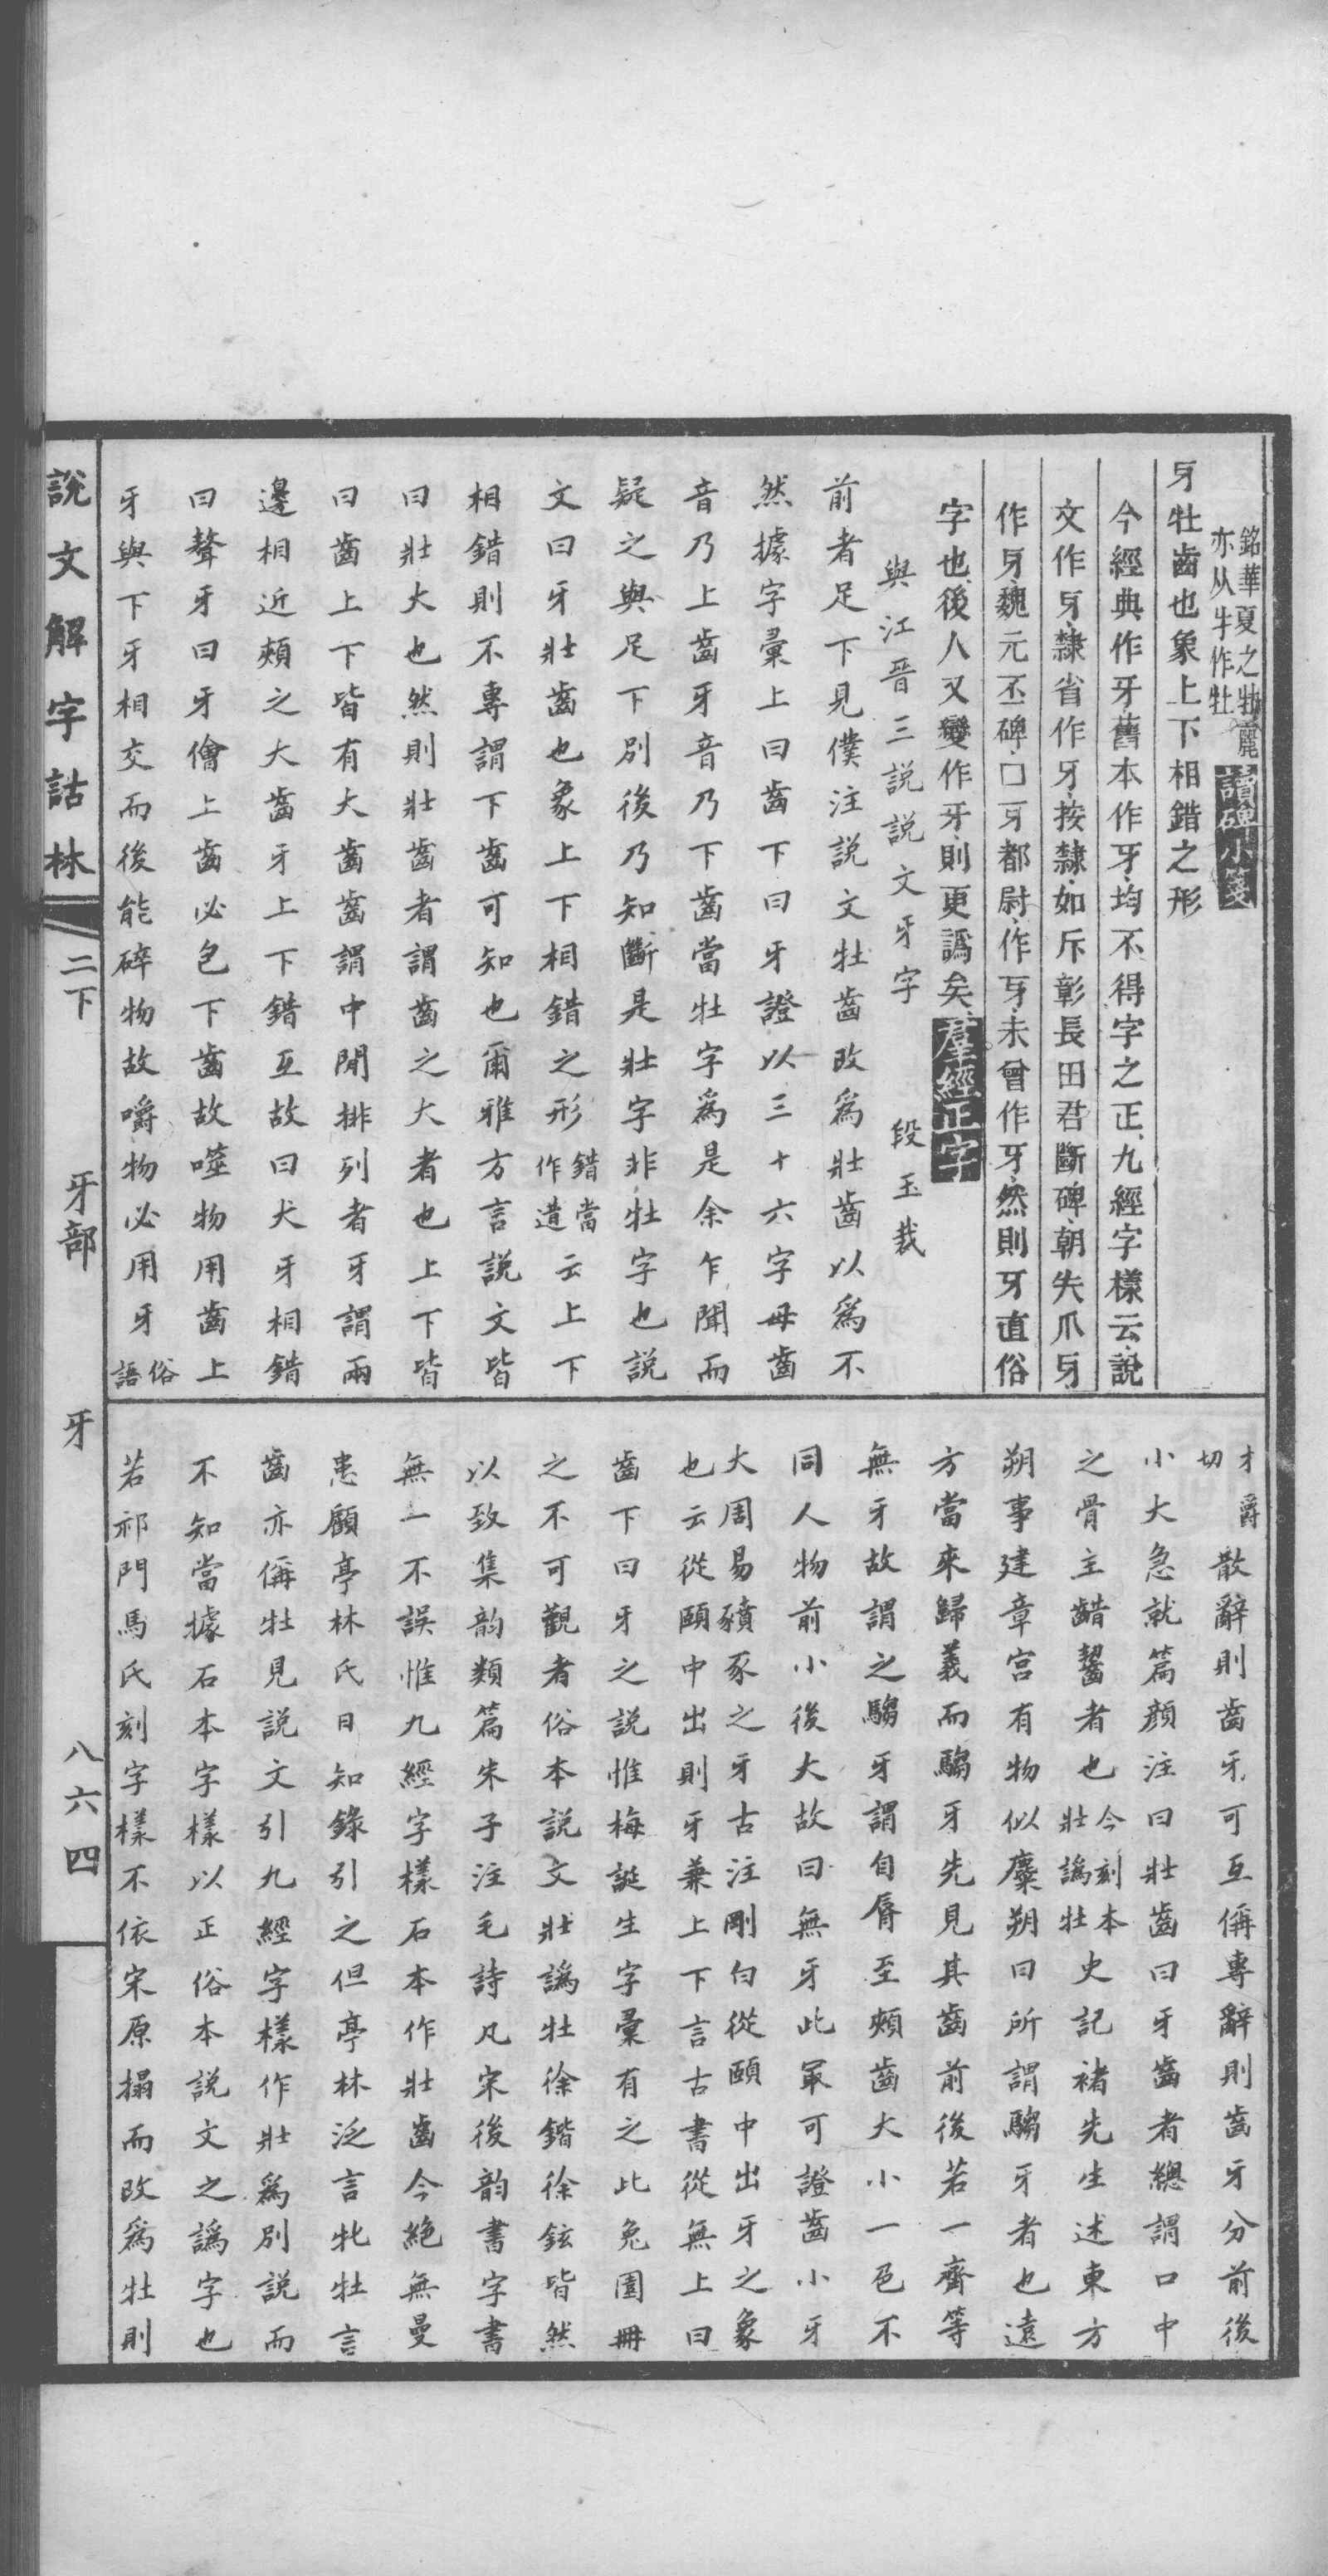 銘華夏之牡麗
亦从牛作牡
讀碑小箋
牙牡齒也象上下相錯之形
今經典作牙舊本作牙均不得字之正九經字樣云說
文作牙隸省作牙按隸如斥彰長田君斷碑朝失爪牙
作牙魏元丕碑口牙都尉作牙未曾作牙然則牙直俗
字也後人又變作牙則更譌矣羣經正字
與江晉三說說文牙字 段玉裁
前者足下見僕注說文牡齒改爲壯齒以爲不
然據字彙上曰齒下曰牙證以三十六字母齒
音乃上齒牙音乃下齒當牡字爲是余乍聞而
疑之與足下別後乃知斷是壯字非牡字也說
文曰牙壯齒也象上下相錯之形錯當作遣云上下
相錯則不專謂下齒可知也爾雅方言說文皆
曰壯大也然則壯齒者謂齒之大者也上下皆
曰齒上下皆有大齒齒謂中閒排列者牙謂兩
邊相近頰之大齒牙上下錯互故曰犬牙相錯
曰聱牙曰牙儈上齒必包下齒故噬物用齒上
牙與下牙相交而後能碎物故嚼物必用牙俗語
才爵切散辭則齒牙可互偁專辭則齒牙分前後
小大急就篇顏注曰壯齒曰牙齒者總謂口中
之骨主齰齧者也今刻本壯譌牡史記褚先生述東方
朔事建章宮有物似麋朔曰所謂騶牙者也遠
方當來歸義而騶牙先見其齒前後若一齊等
無牙故謂之騶牙謂自脣至頰齒大小一色不
同人物前小後大故曰無牙此㝡可證齒小牙
大周易豶豕之牙古注剛白從頤中出牙之象
也云從頤中出則牙兼上下言古書從無上曰
齒下曰牙之說惟梅誕生字彙有之此兔園冊
之不可觀者俗本說文壯譌牡徐鍇徐鉉皆然
以致集韵類篇朱子注毛詩凡宋後韵書字書
無一不誤惟九經字樣石本作壯齒今絶無曼
患顧亭林氏日知錄引之但亭林泛言牝牡言
齒亦偁牡見說文引九經字樣作壯爲別說而
不知當據石本字樣以正俗本說文之譌字也
若祁門馬氏刻字樣不依宋原搨而改爲牡則
說文解字詁林 二下 牙部 牙 八六四